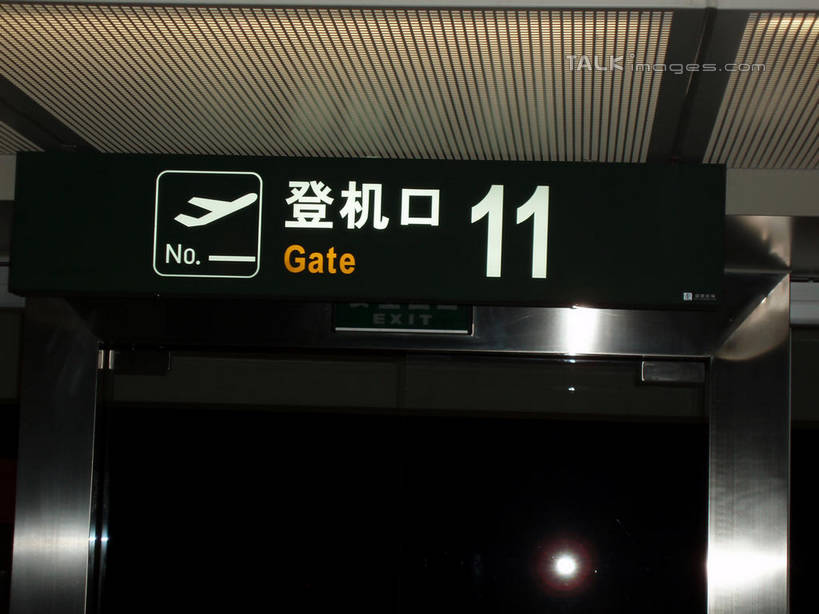 TALKimages.com
登机口 11
No.
Gate
EXIT